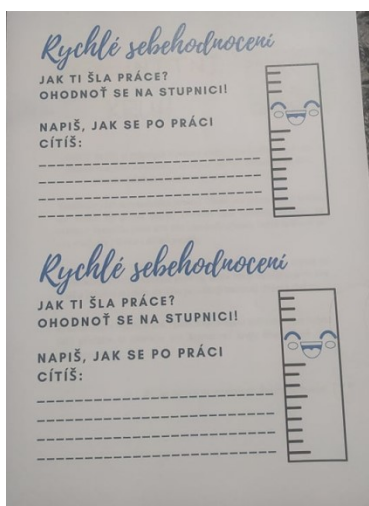 Rychlé sebehodnocení
JAK TI ŠLA PRÁCE?
OHODNOŤ SE NA STUPNICI!
NAPIŠ, JAK SE PO PRÁCI
CÍTÍŠ:
Rychlé sebehodnocení
JAK TI ŠLA PRÁCE?
OHODNOŤ SE NA STUPNICI!
NAPIŠ, JAK SE PO PRÁCI
CÍTÍŠ: